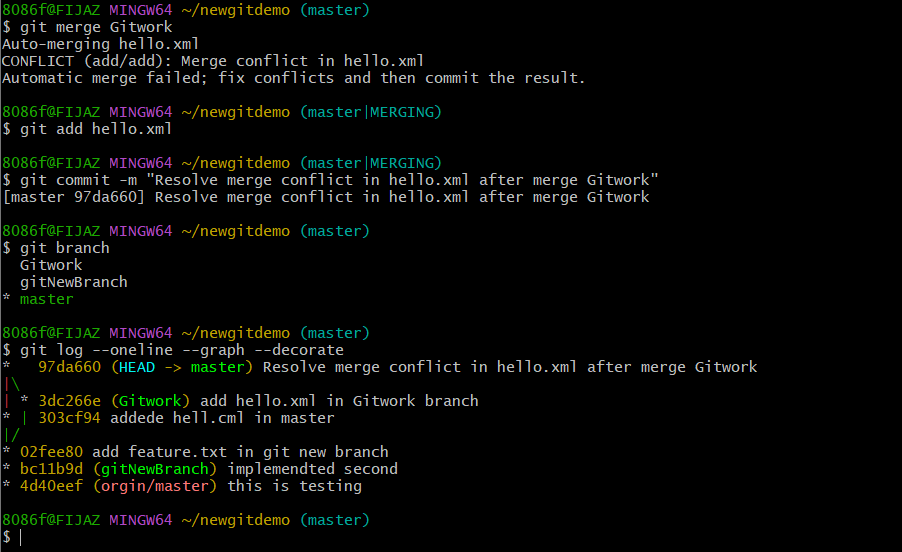 8086f@FIJAZ MINGW64 ~/newgitdemo (master)
$ git merge Gitwork
Auto-merging hello.xml
CONFLICT (add/add): Merge conflict in hello.xml
Automatic merge failed; fix conflicts and then commit the result.

8086f@FIJAZ MINGW64 ~/newgitdemo (master|MERGING)
$ git add hello.xml

8086f@FIJAZ MINGW64 ~/newgitdemo (master|MERGING)
$ git commit -m "Resolve merge conflict in hello.xml after merge Gitwork"
[master 97da660] Resolve merge conflict in hello.xml after merge Gitwork

8086f@FIJAZ MINGW64 ~/newgitdemo (master)
$ git branch
  Gitwork
  gitNewBranch
* master

8086f@FIJAZ MINGW64 ~/newgitdemo (master)
$ git log --oneline --graph --decorate
*   97da660 (HEAD -> master) Resolve merge conflict in hello.xml after merge Gitwork
|\
| * 3dc266e (Gitwork) add hello.xml in Gitwork branch
* | 303cf94 addede hell.cml in master
|/
* 02fee80 add feature.txt in git new branch
* bc11b9d (gitNewBranch) implemendted second
* 4d40eef (orgin/master) this is testing

8086f@FIJAZ MINGW64 ~/newgitdemo (master)
$